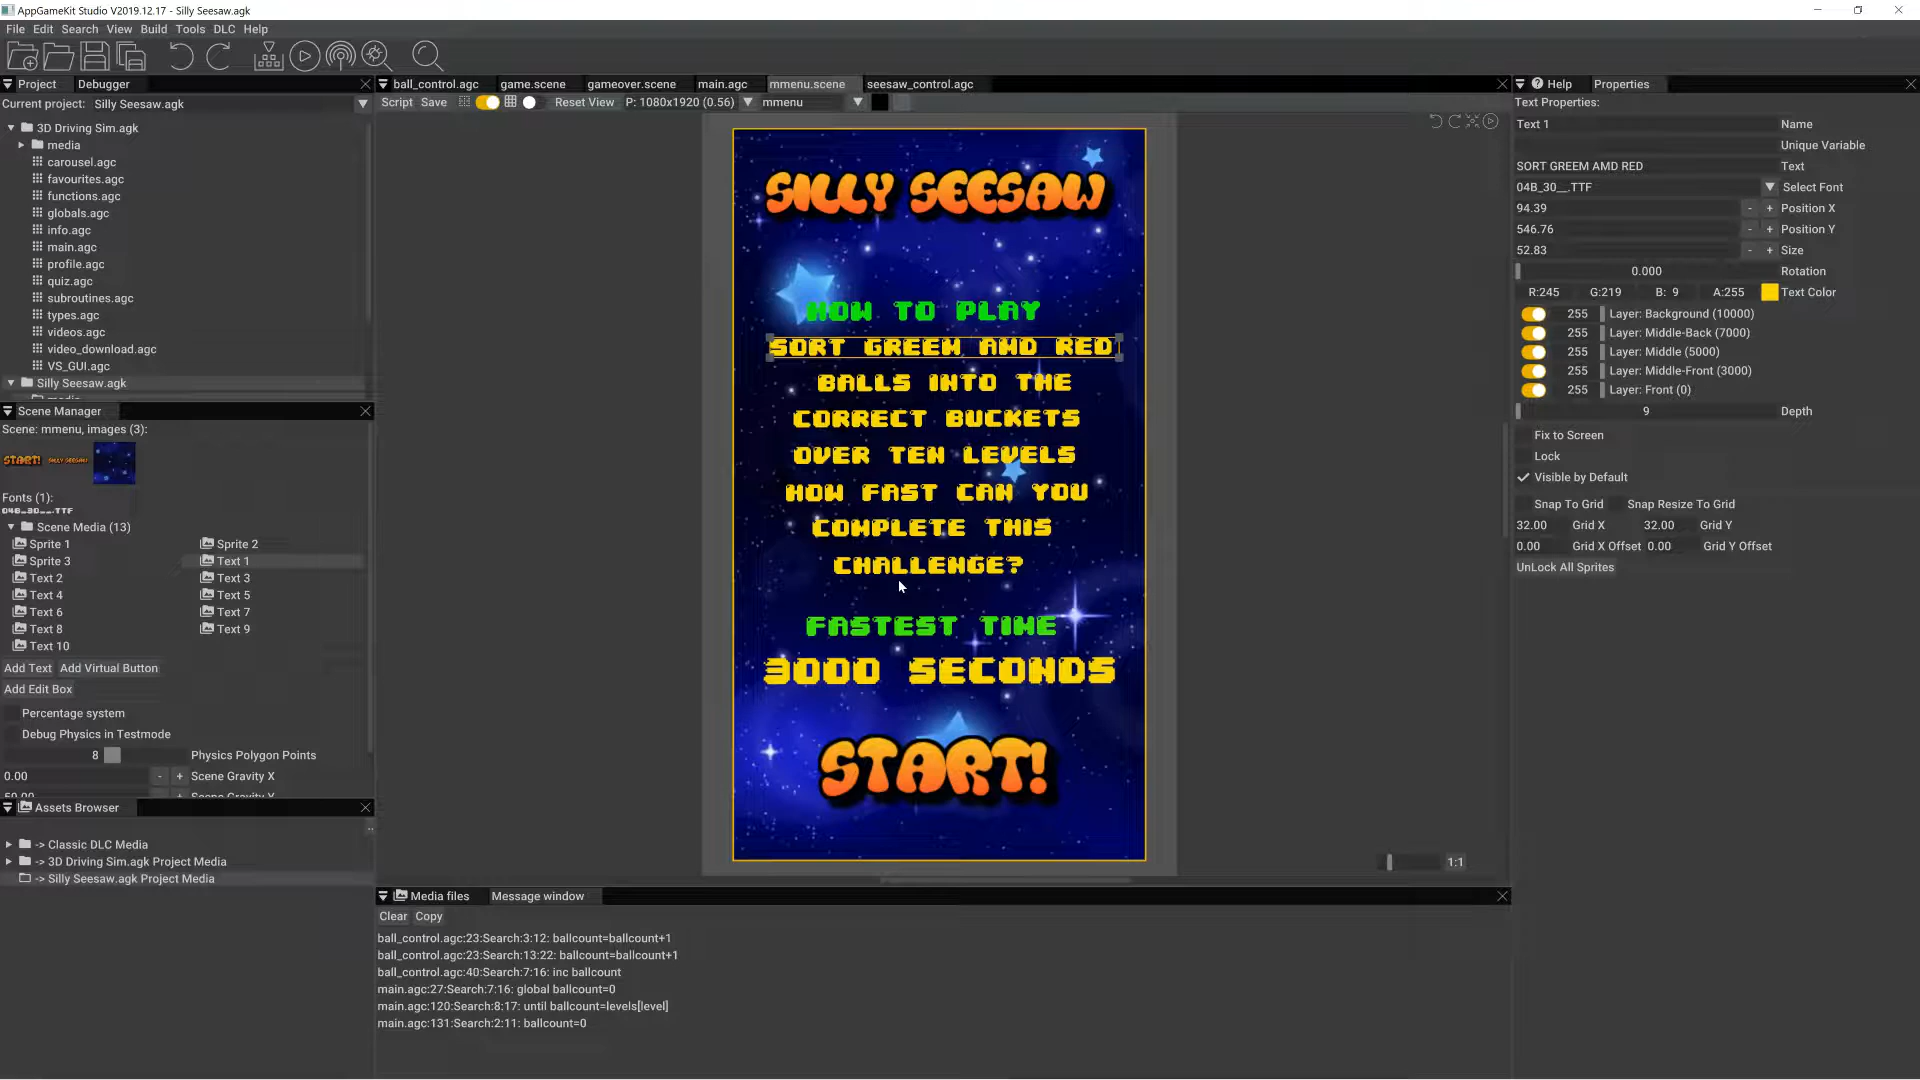 AppGameKit Studio V2019.12.17 - Silly Seesaw.agk
File Edit Search View Build Tools DLC Help
Project Debugger
Current project: Silly Seesaw.agk
3D Driving Sim.agk
media
carousel.agc
favourites.agc
functions.agc
globals.agc
info.agc
main.agc
profile.agc
quiz.agc
subroutines.agc
types.agc
videos.agc
video_download.agc
VS_GUI.agc
Silly Seesaw.agk
media
Scene Manager
Scene: mmenu, images (3):
START! SILLY SEESAW
Fonts (1):
04B_30__.TTF
Scene Media (13)
Sprite 1 Sprite 2
Sprite 3 Text 1
Text 2 Text 3
Text 4 Text 5
Text 6 Text 7
Text 8 Text 9
Text 10
Add Text Add Virtual Button
Add Edit Box
Percentage system
Debug Physics in Testmode
8 Physics Polygon Points
0.00 - + Scene Gravity X
50.00 - + Scene Gravity Y
Assets Browser
..
-> Classic DLC Media
-> 3D Driving Sim.agk Project Media
-> Silly Seesaw.agk Project Media
ball_control.agc game.scene gameover.scene main.agc mmenu.scene seesaw_control.agc
Script Save Reset View P: 1080x1920 (0.56) mmenu
SILLY SEESAW
HOW TO PLAY
SORT GREEM AMD RED
BALLS INTO THE
CORRECT BUCKETS
OVER TEN LEVELS
HOW FAST CAN YOU
COMPLETE THIS
CHALLENGE?
FASTEST TIME
3000 SECONDS
START!
1:1
Media files Message window
Clear Copy
ball_control.agc:23:Search:3:12: ballcount=ballcount+1
ball_control.agc:23:Search:13:22: ballcount=ballcount+1
ball_control.agc:40:Search:7:16: inc ballcount
main.agc:27:Search:7:16: global ballcount=0
main.agc:120:Search:8:17: until ballcount=levels[level]
main.agc:131:Search:2:11: ballcount=0
? Help Properties
Text Properties:
Text 1 Name
Unique Variable
SORT GREEM AMD RED Text
04B_30__.TTF Select Font
94.39 - + Position X
546.76 - + Position Y
52.83 - + Size
0.000 Rotation
R:245 G:219 B: 9 A:255 Text Color
255 Layer: Background (10000)
255 Layer: Middle-Back (7000)
255 Layer: Middle (5000)
255 Layer: Middle-Front (3000)
255 Layer: Front (0)
9 Depth
Fix to Screen
Lock
Visible by Default
Snap To Grid Snap Resize To Grid
32.00 Grid X 32.00 Grid Y
0.00 Grid X Offset 0.00 Grid Y Offset
UnLock All Sprites